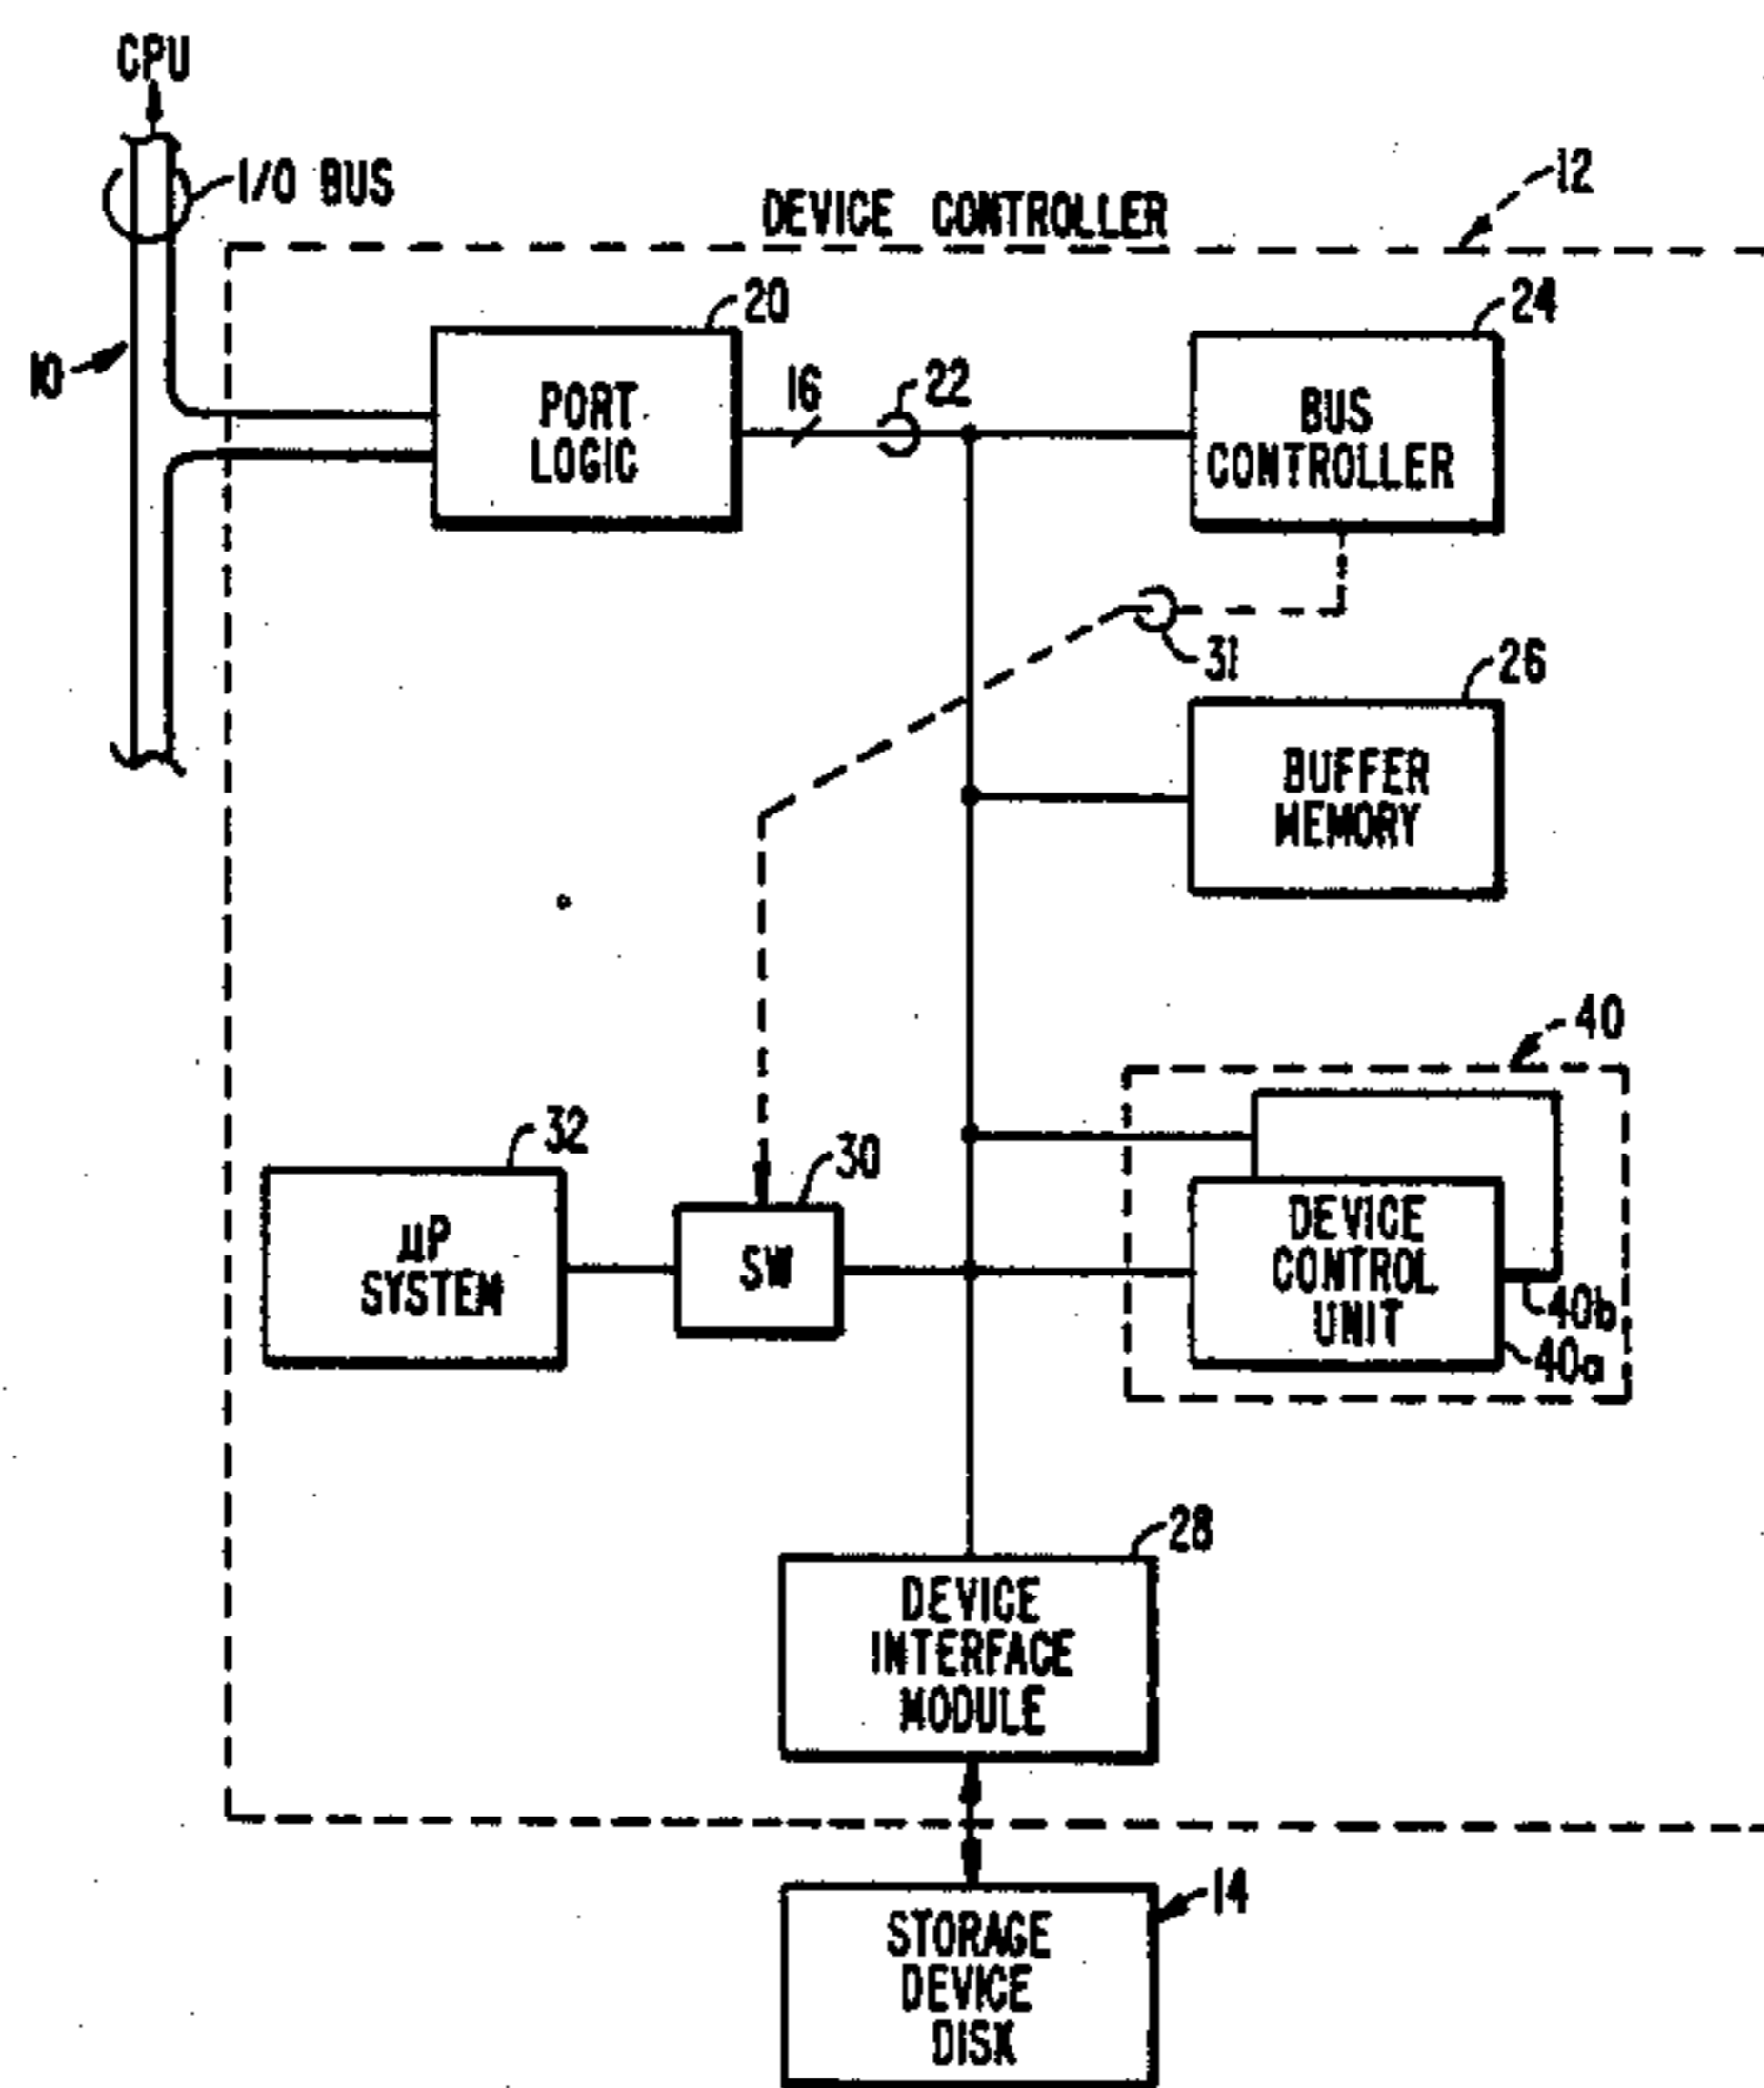 CPU
I/O BUS
12
DEVICE CONTROLLER
20
24
10
PORT
LOGIC
16
22
BUS
CONTROLLER
31
26
BUFFER
MEMORY
40
32
30
µP
SYSTEM
SW
DEVICE
CONTROL
UNIT
40b
40a
28
DEVICE
INTERFACE
MODULE
14
STORAGE
DEVICE
DISK